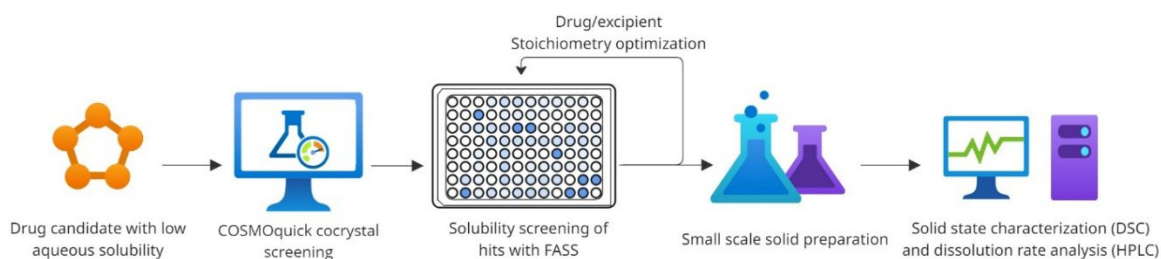 Drug/excipient
Stoichiometry optimization
Drug candidate with low
aqueous solubility
COSMOquick cocrystal
screening
Solubility screening of
hits with FASS
Small scale solid preparation
Solid state characterization (DSC)
and dissolution rate analysis (HPLC)